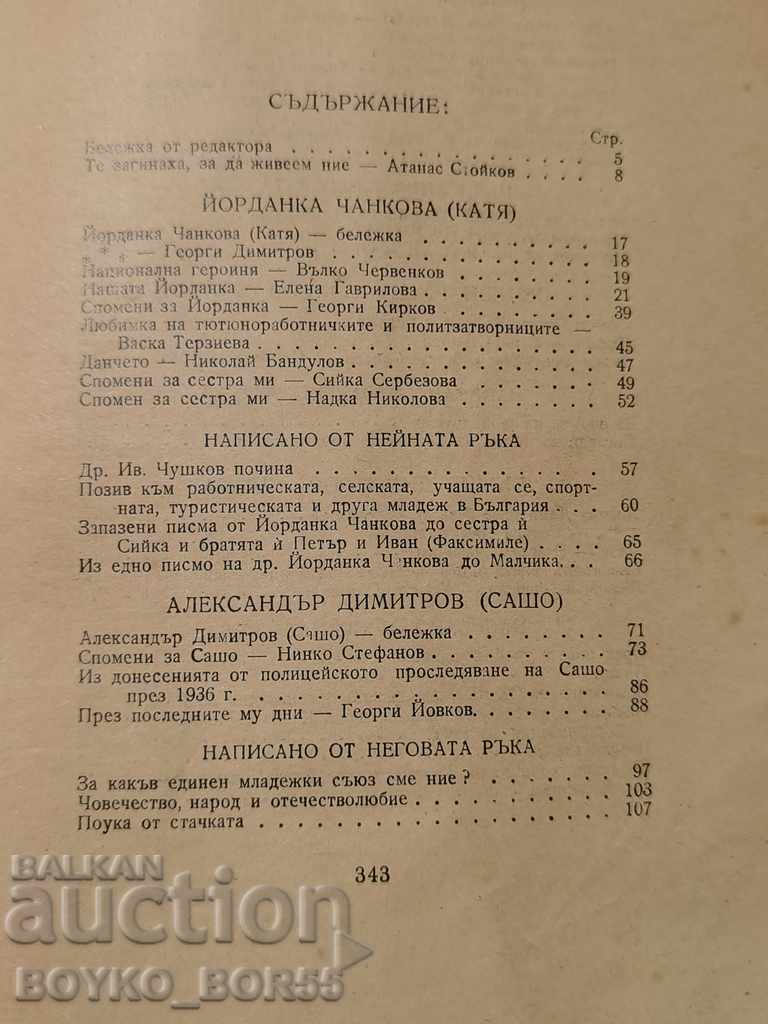 СЪДЪРЖАНИЕ:
Стр.
Бележка от редактора . . . . . . . . . . . . . . 5
Те загинаха, за да живеем ние — Атанас Стойков . . . . 8
ЙОРДАНКА ЧАНКОВА (КАТЯ)
Йорданка Чанкова (Катя) — бележка . . . . . . . . . 17
* * * — Георги Димитров . . . . . . . . . . . . . 18
Национална героиня — Вълко Червенков . . . . . . . . 19
Нашата Йорданка — Елена Гаврилова . . . . . . . . . . 21
Спомени за Йорданка — Георги Кирков . . . . . . . . . 39
Любимка на тютюноработничките и политзатворниците —
Васка Терзиева . . . . . . . . . . . . . . . . . 45
Данчето — Николай Бандулов . . . . . . . . . . . . . 47
Спомени за сестра ми — Сийка Сербезова . . . . . . . 49
Спомен за сестра ми — Надка Николова . . . . . . . . 52
НАПИСАНО ОТ НЕЙНАТА РЪКА
Др. Ив. Чушков почина . . . . . . . . . . . . . . 57
Позив към работническата, селската, учащата се, спорт-
ната, туристическата и друга младеж в България . . . 60
Запазени писма от Йорданка Чанкова до сестра ѝ
Сийка и братята ѝ Петър и Иван (Факсимиле) . . . . 65
Из едно писмо на др. Йорданка Чанкова до Малчика. . . 66
АЛЕКСАНДЪР ДИМИТРОВ (САШО)
Александър Димитров (Сашо) — бележка . . . . . . . . 71
Спомени за Сашо — Нинко Стефанов . . . . . . . . . . 73
Из донесенията от полицейското проследяване на Сашо
през 1936 г. . . . . . . . . . . . . . . . . . . 86
През последните му дни — Георги Йовков. . . . . . . . 88
НАПИСАНО ОТ НЕГОВАТА РЪКА
За какъв единен младежки съюз сме ние? . . . . . . . 97
Човечество, народ и отечестволюбие . . . . . . . . . . 103
Поука от стачката . . . . . . . . . . . . . . . . . 107
343
BALKAN
auction
BOYKO_BOR55